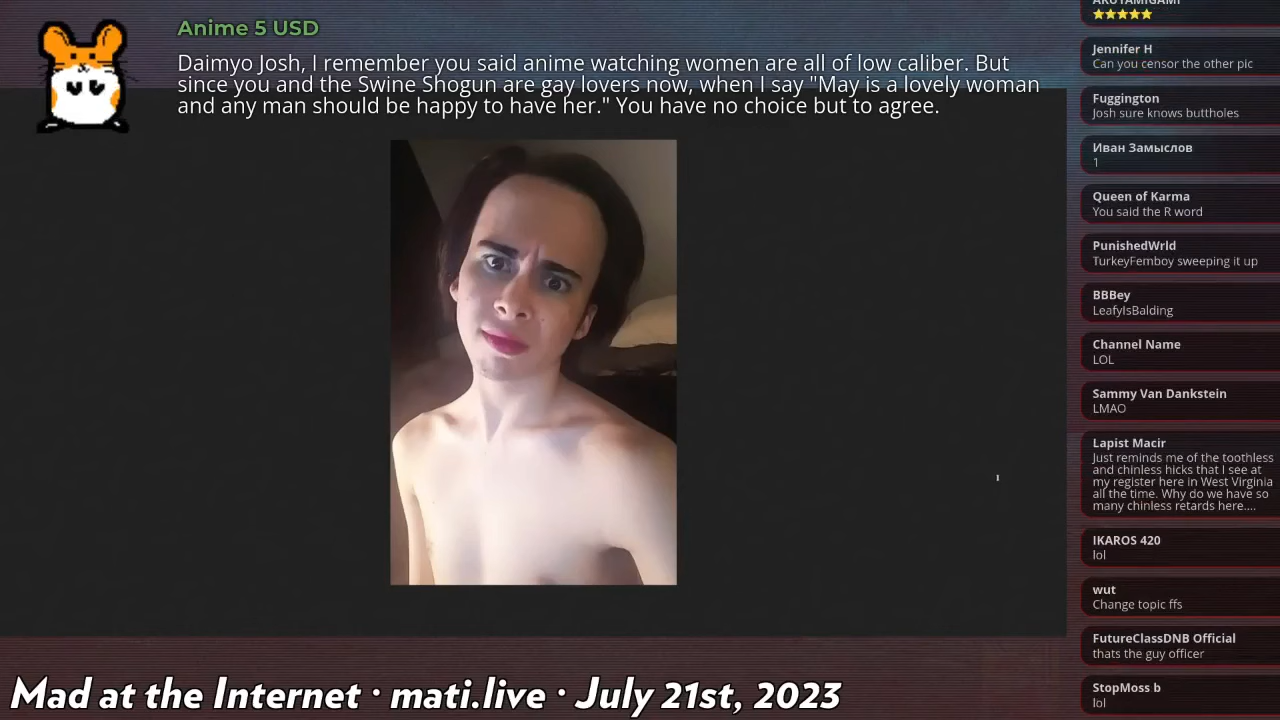 Anime 5 USD
Daimyo Josh, I remember you said anime watching women are all of low caliber. But
since you and the Swine Shogun are gay lovers now, when I say "May is a lovely woman
and any man should be happy to have her." You have no choice but to agree.
⭐⭐⭐⭐⭐
Jennifer H
Can you censor the other pic
Fuggington
Josh sure knows buttholes
Иван Замыслов
1
Queen of Karma
You said the R word
PunishedWrld
TurkeyFemboy sweeping it up
BBBey
LeafyIsBalding
Channel Name
LOL
Sammy Van Dankstein
LMAO
Lapist Macir
Just reminds me of the toothless
and chinless hicks that I see at
my register here in West Virginia
all the time. Why do we have so
many chinless retards here....
IKAROS 420
lol
wut
Change topic ffs
FutureClassDNB Official
thats the guy officer
StopMoss b
lol
Mad at the Internet · mati.live · July 21st, 2023